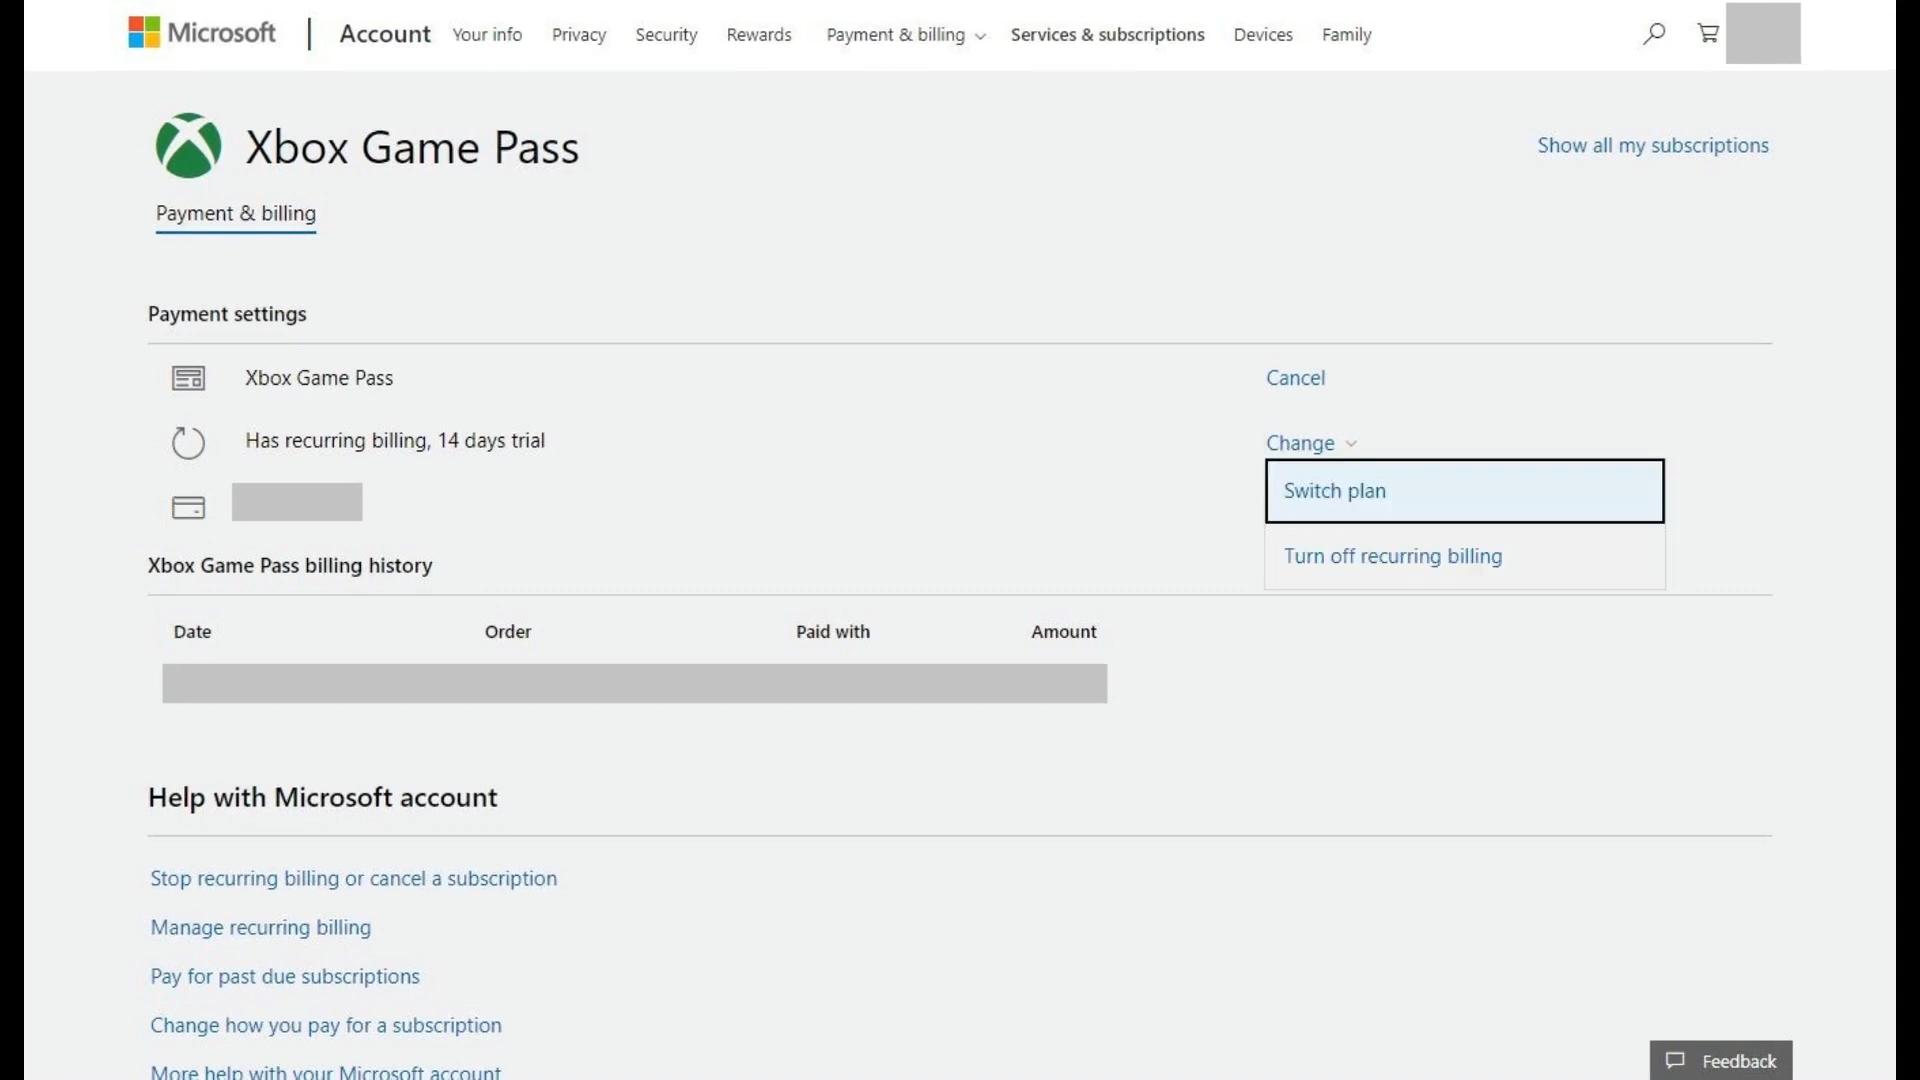 Microsoft | Account Your info Privacy Security Rewards Payment & billing Services & subscriptions Devices Family
Xbox Game Pass
Show all my subscriptions
Payment & billing
Payment settings
Xbox Game Pass Cancel
Has recurring billing, 14 days trial Change
Switch plan
Turn off recurring billing
Xbox Game Pass billing history
Date Order Paid with Amount
Help with Microsoft account
Stop recurring billing or cancel a subscription
Manage recurring billing
Pay for past due subscriptions
Change how you pay for a subscription
More help with your Microsoft account
Feedback